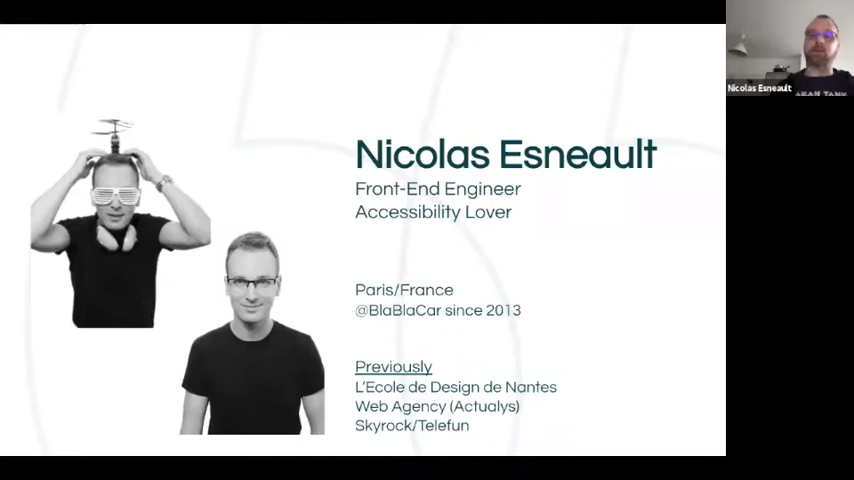 Nicolas Esneault
Front-End Engineer
Accessibility Lover
Paris/France
@BlaBlaCar since 2013
Previously
L'Ecole de Design de Nantes
Web Agency (Actualys)
Skyrock/Telefun
Nicolas Esneault